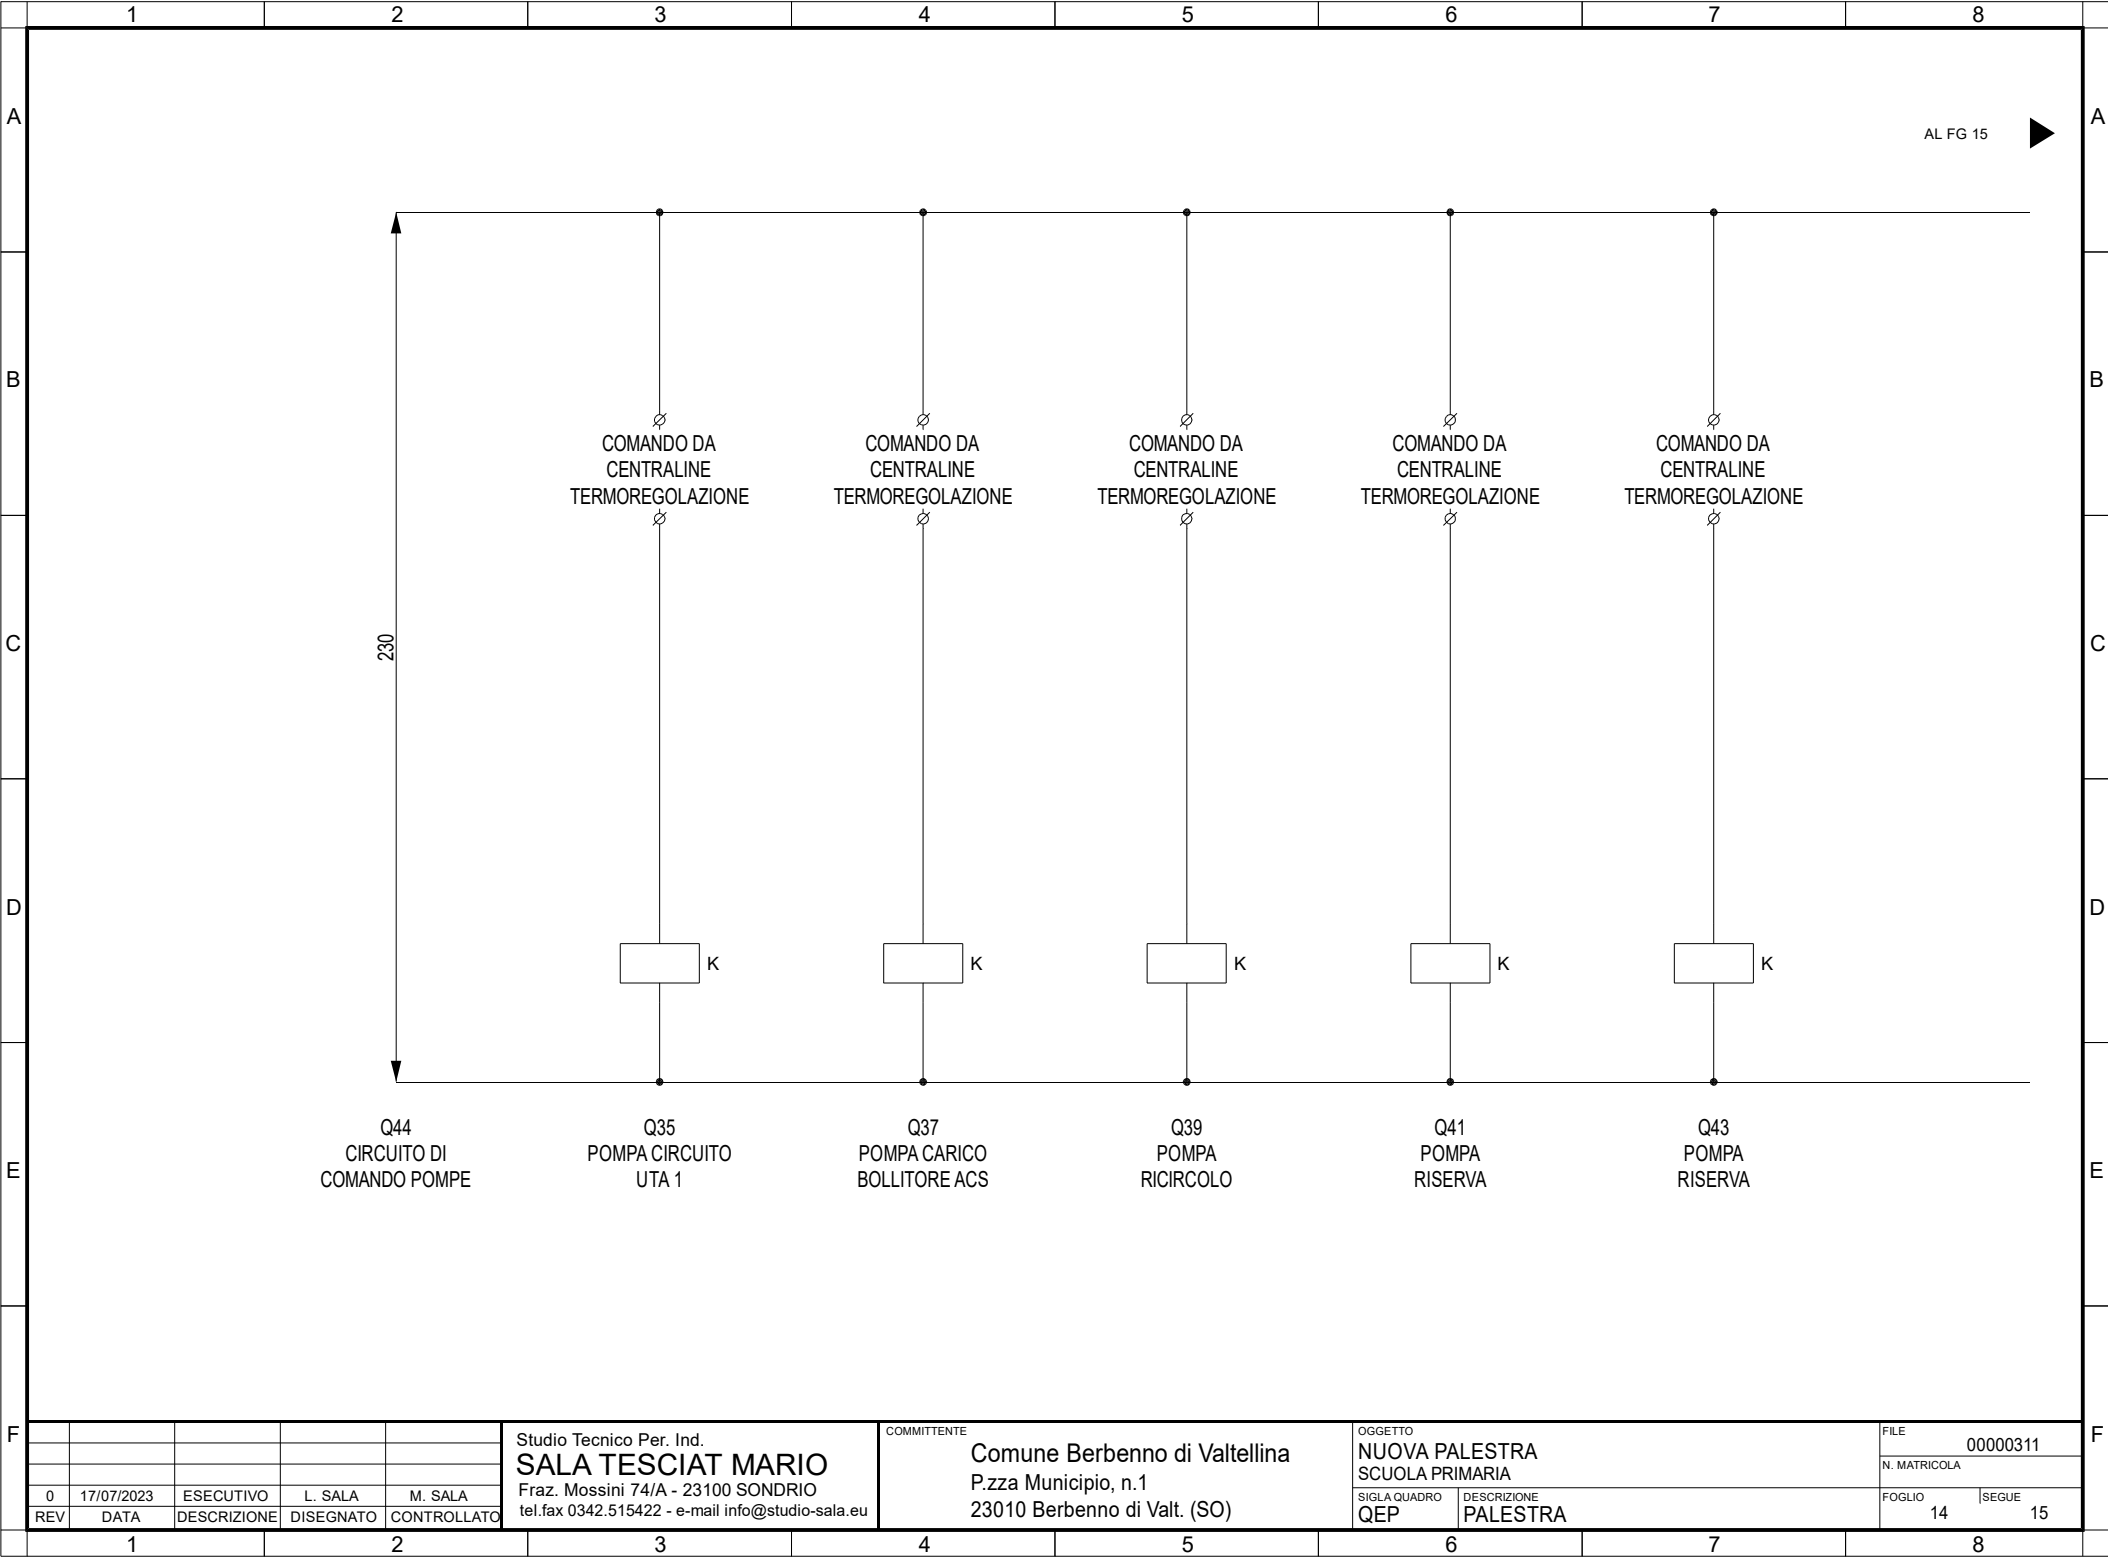 1 2 3 4 5 6 7 8
A A
AL FG 15
B B
COMANDO DA
CENTRALINE
TERMOREGOLAZIONE
COMANDO DA
CENTRALINE
TERMOREGOLAZIONE
COMANDO DA
CENTRALINE
TERMOREGOLAZIONE
COMANDO DA
CENTRALINE
TERMOREGOLAZIONE
COMANDO DA
CENTRALINE
TERMOREGOLAZIONE
C C
230
D D
K K K K K
Q44
CIRCUITO DI
COMANDO POMPE
Q35
POMPA CIRCUITO
UTA 1
Q37
POMPA CARICO
BOLLITORE ACS
Q39
POMPA
RICIRCOLO
Q41
POMPA
RISERVA
Q43
POMPA
RISERVA
E E
F F
0 17/07/2023 ESECUTIVO L. SALA M. SALA
REV DATA DESCRIZIONE DISEGNATO CONTROLLATO
Studio Tecnico Per. Ind.
SALA TESCIAT MARIO
Fraz. Mossini 74/A - 23100 SONDRIO
tel.fax 0342.515422 - e-mail info@studio-sala.eu
COMMITTENTE
Comune Berbenno di Valtellina
P.zza Municipio, n.1
23010 Berbenno di Valt. (SO)
OGGETTO
NUOVA PALESTRA
SCUOLA PRIMARIA
SIGLA QUADRO
QEP
DESCRIZIONE
PALESTRA
FILE
00000311
N. MATRICOLA
FOGLIO
14
SEGUE
15
1 2 3 4 5 6 7 8